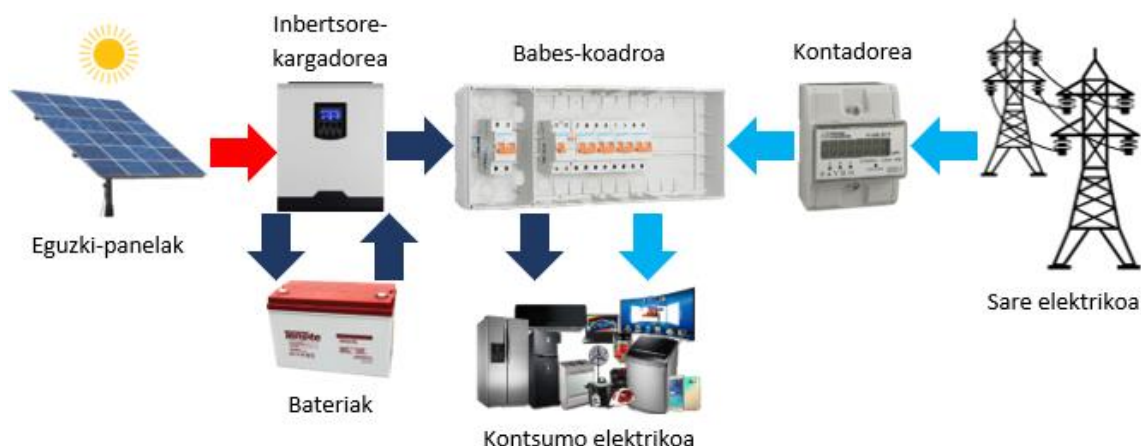 Inbertsore-
kargadorea
Babes-koadroa
Kontadorea
Eguzki-panelak
Bateriak
Kontsumo elektrikoa
Sare elektrikoa